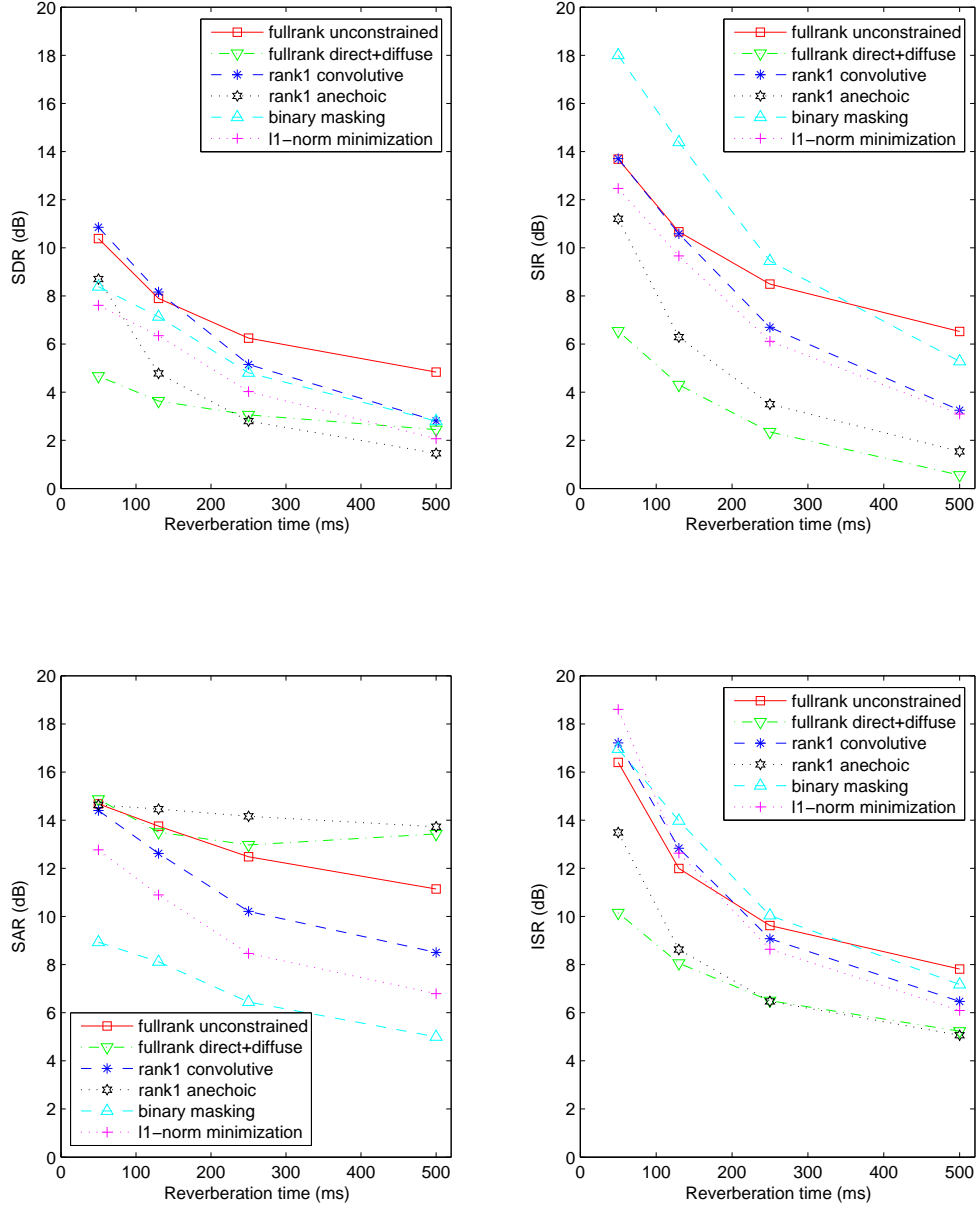 20
18
16
14
12
10
8
6
4
2
0
SDR (dB)
0 100 200 300 400 500
Reverberation time (ms)
fullrank unconstrained
fullrank direct+diffuse
rank1 convolutive
rank1 anechoic
binary masking
l1−norm minimization
20
18
16
14
12
10
8
6
4
2
0
SIR (dB)
0 100 200 300 400 500
Reverberation time (ms)
fullrank unconstrained
fullrank direct+diffuse
rank1 convolutive
rank1 anechoic
binary masking
l1−norm minimization
20
18
16
14
12
10
8
6
4
2
0
SAR (dB)
0 100 200 300 400 500
Reverberation time (ms)
fullrank unconstrained
fullrank direct+diffuse
rank1 convolutive
rank1 anechoic
binary masking
l1−norm minimization
20
18
16
14
12
10
8
6
4
2
0
ISR (dB)
0 100 200 300 400 500
Reverberation time (ms)
fullrank unconstrained
fullrank direct+diffuse
rank1 convolutive
rank1 anechoic
binary masking
l1−norm minimization